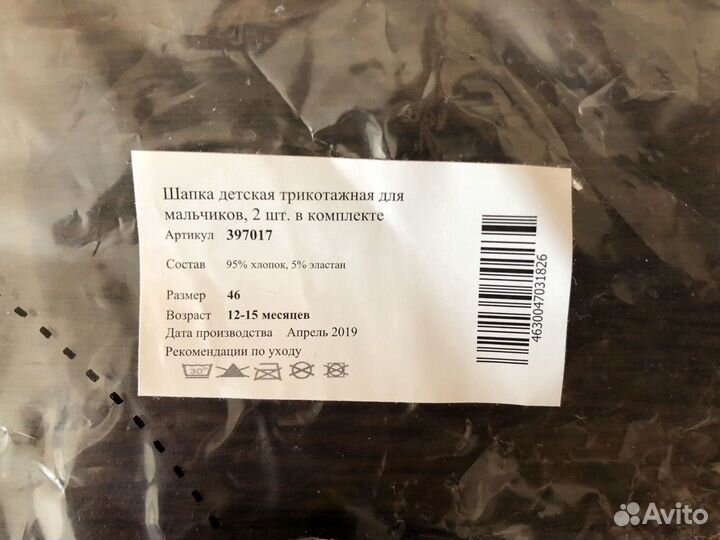 Шапка детская трикотажная для
мальчиков, 2 шт. в комплекте
Артикул 397017
Состав 95% хлопок, 5% эластан
Размер 46
Возраст 12-15 месяцев
Дата производства Апрель 2019
Рекомендации по уходу
30°
4630047031826
Avito